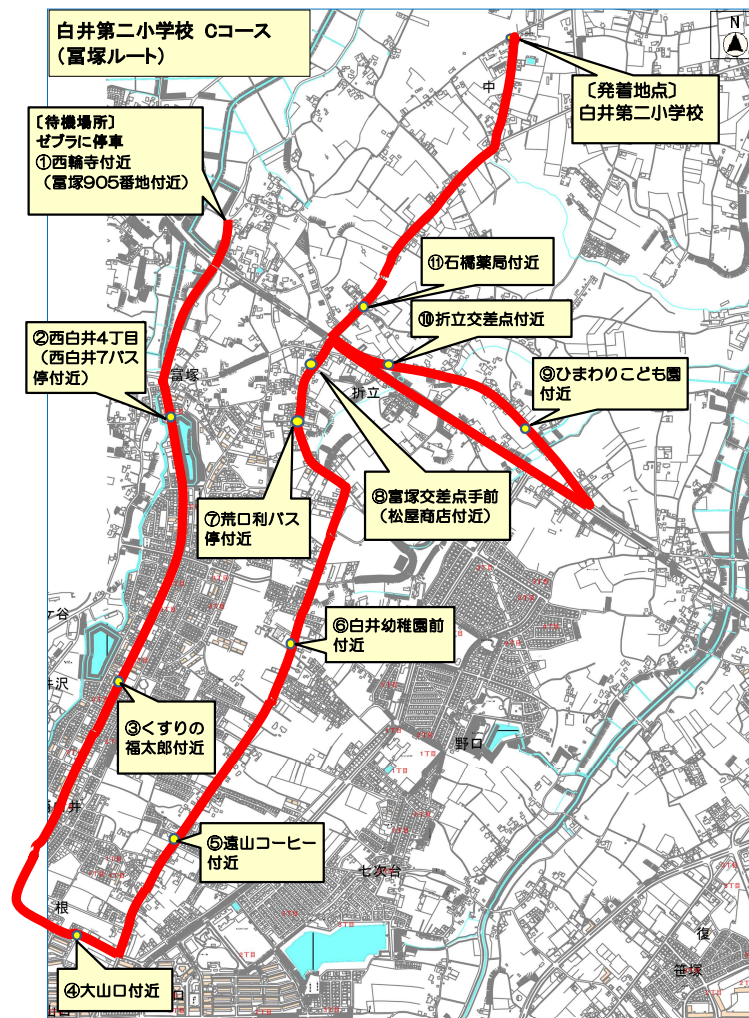 白井第二小学校 Cコース
(冨塚ルート)
N
〔発着地点〕
白井第二小学校
中
〔待機場所〕
ゼブラに停車
①西輪寺付近
(冨塚905番地付近)
⑪石橋薬局付近
②西白井4丁目
(西白井7バス
停付近)
富塚
⑩折立交差点付近
折立
⑨ひまわりこども園
付近
⑦荒口利バス
停付近
⑧富塚交差点手前
(松屋商店付近)
⑥白井幼稚園前
付近
③くすりの
福太郎付近
野口
⑤遠山コーヒー
付近
七次台
根
④大山口付近
復
笹塚